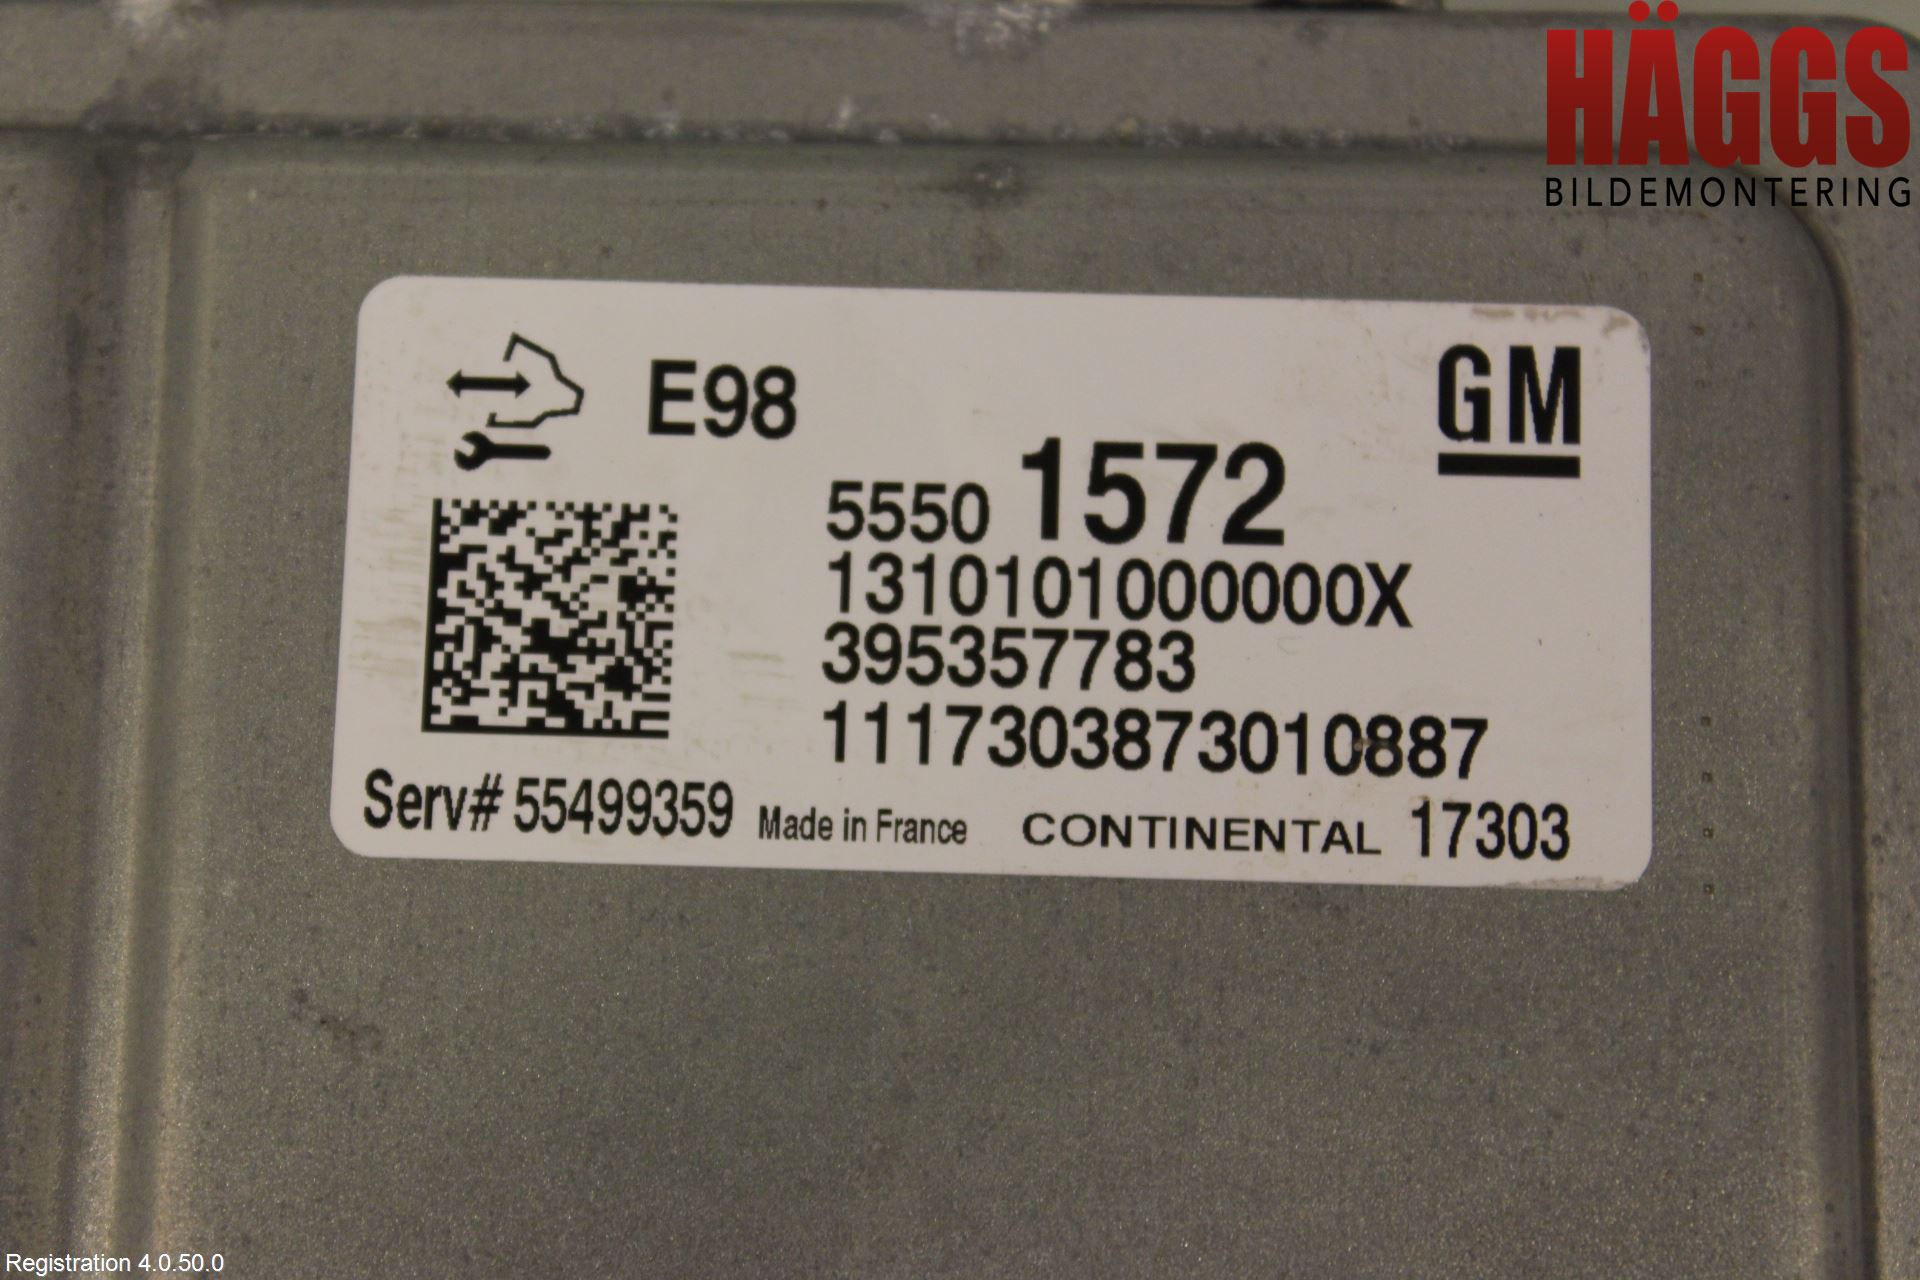 HÄGGS
BILDEMONTERING
E98
GM
5550 1572
1310101000000X
395357783
1117303873010887
Serv# 55499359 Made in France CONTINENTAL 17303
Registration 4.0.50.0